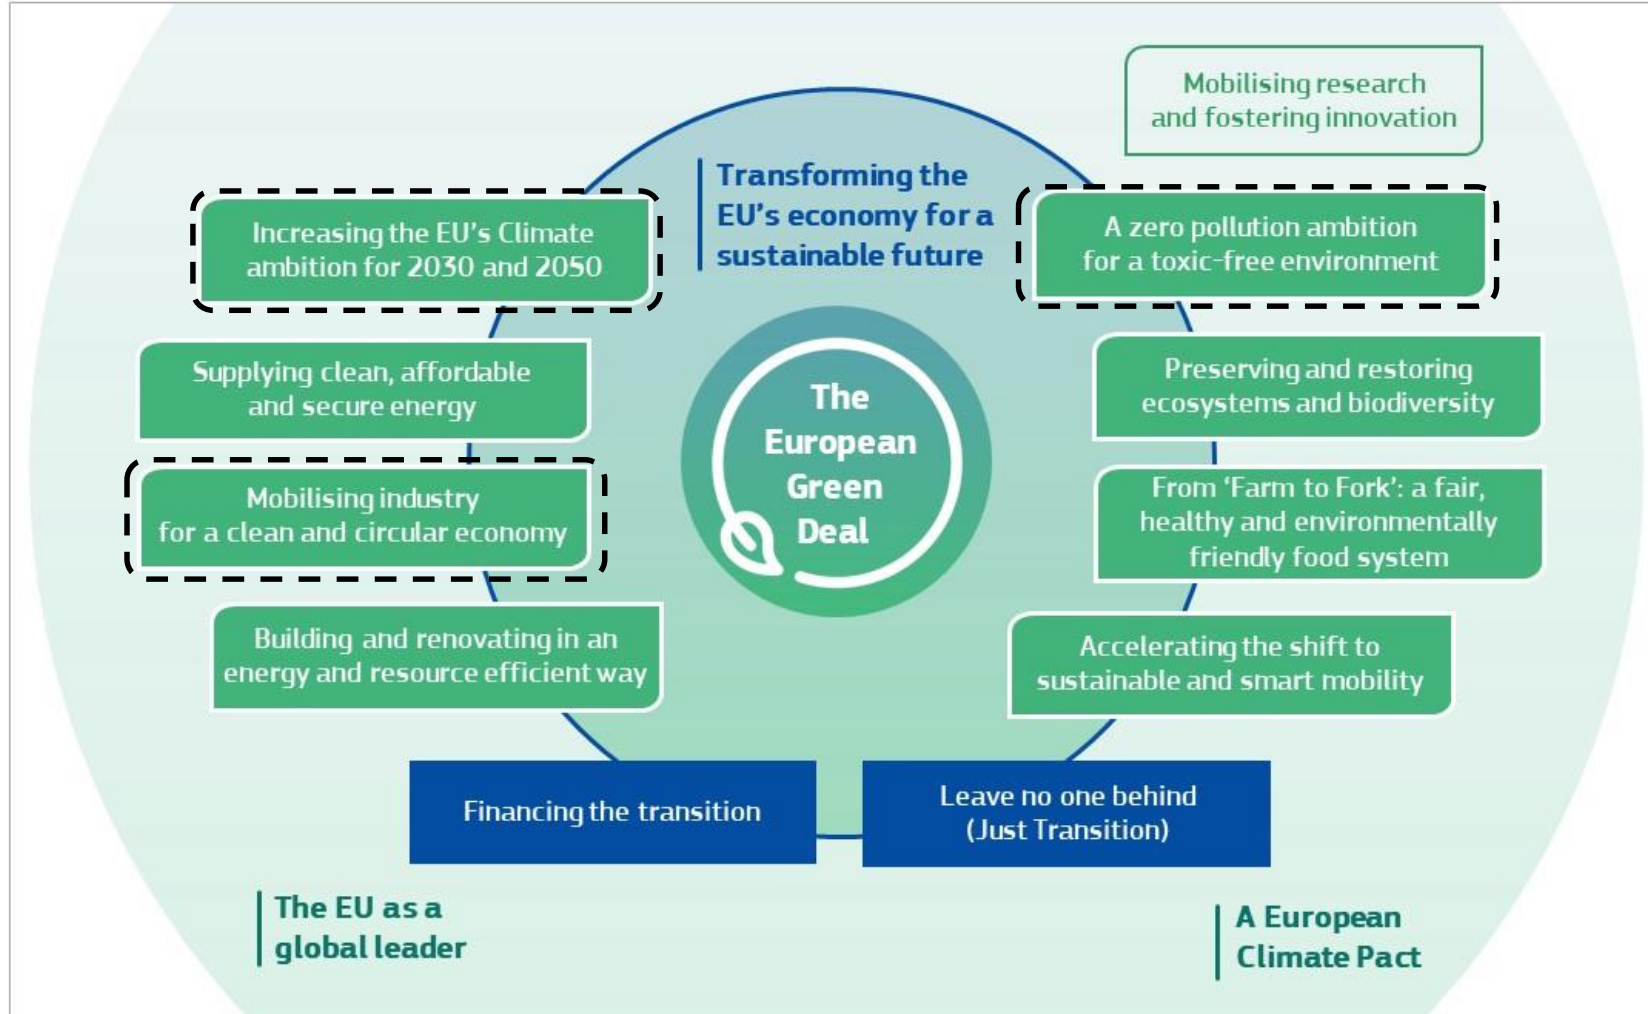 Mobilising research
and fostering innovation
Transforming the
EU's economy for a
sustainable future
Increasing the EU's Climate
ambition for 2030 and 2050
A zero pollution ambition
for a toxic-free environment
Supplying clean, affordable
and secure energy
Preserving and restoring
ecosystems and biodiversity
The
European
Green
Deal
Mobilising industry
for a clean and circular economy
From ‘Farm to Fork’: a fair,
healthy and environmentally
friendly food system
Building and renovating in an
energy and resource efficient way
Accelerating the shift to
sustainable and smart mobility
Financing the transition
Leave no one behind
(Just Transition)
The EU as a
global leader
A European
Climate Pact